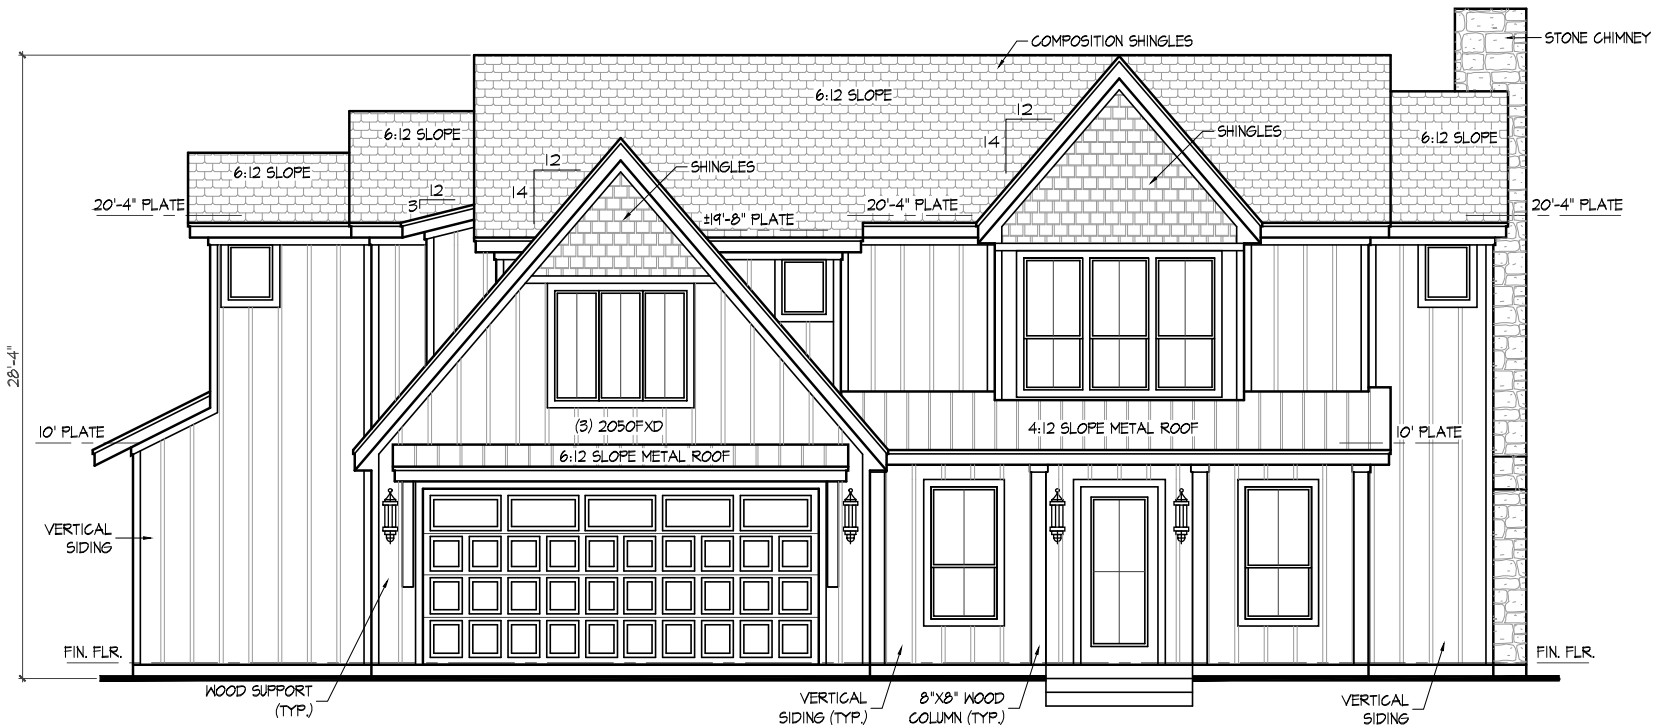 COMPOSITION SHINGLES
STONE CHIMNEY
6:12 SLOPE
12
14
SHINGLES
6:12 SLOPE
6:12 SLOPE
12
14
SHINGLES
6:12 SLOPE
12
3
20'-4" PLATE
±19'-8" PLATE
20'-4" PLATE
20'-4" PLATE
28'-4"
10' PLATE
(3) 2050FXD
4:12 SLOPE METAL ROOF
10' PLATE
6:12 SLOPE METAL ROOF
VERTICAL
SIDING
FIN. FLR.
FIN. FLR.
WOOD SUPPORT
(TYP.)
VERTICAL
SIDING (TYP.)
8"X8" WOOD
COLUMN (TYP.)
VERTICAL
SIDING